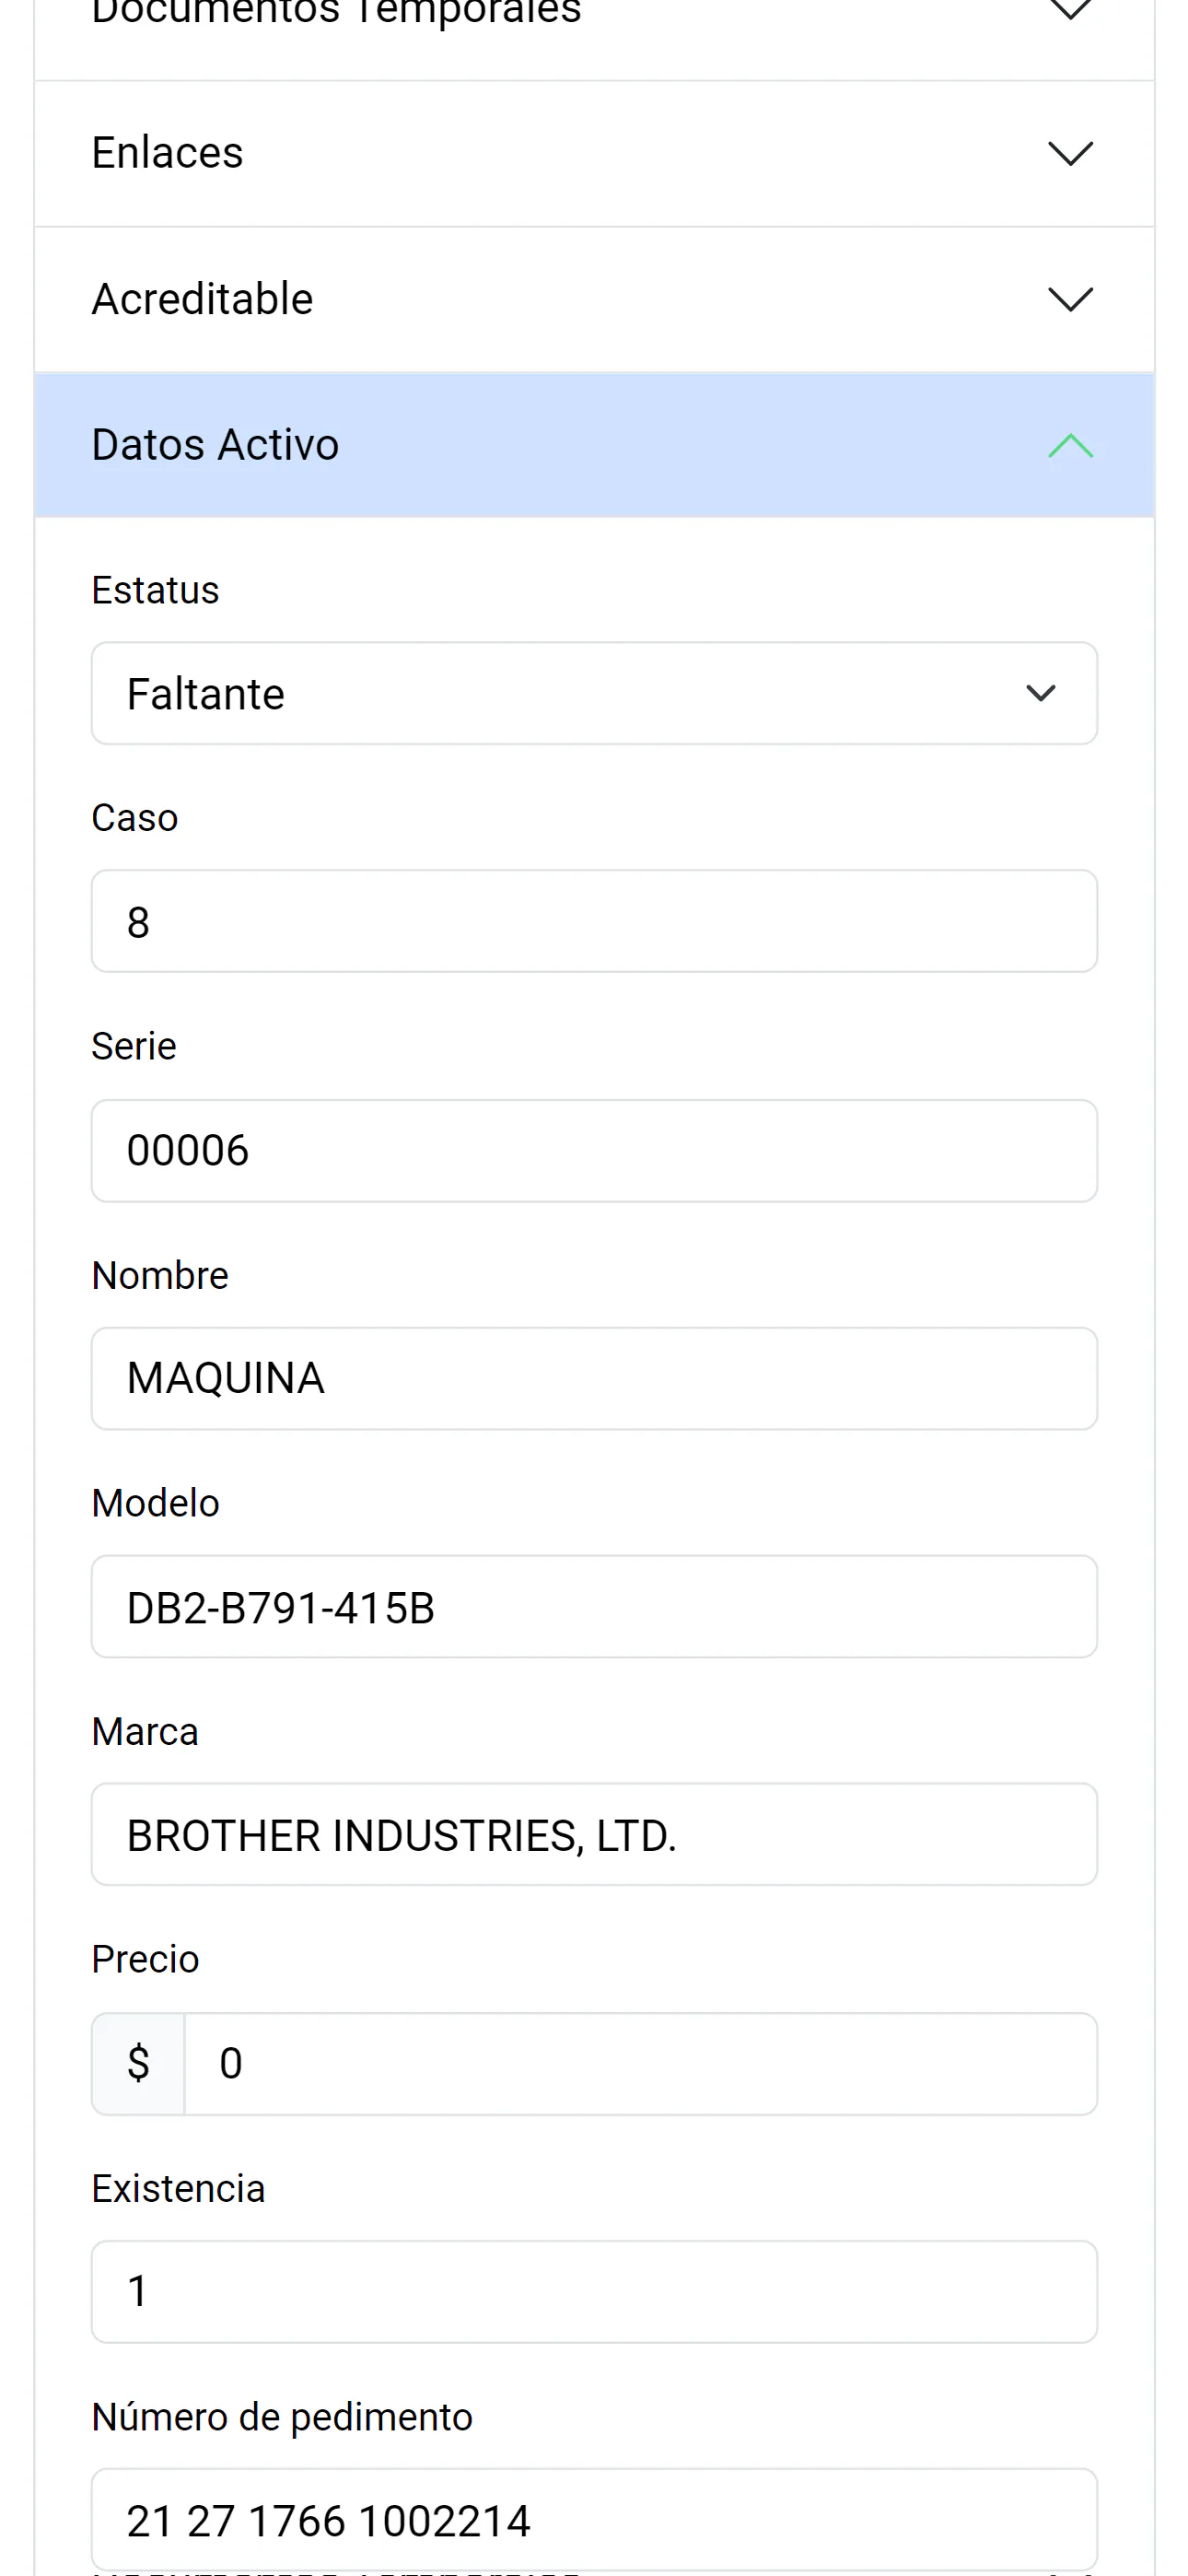 Documentos Temporales
Enlaces
Acreditable
Datos Activo
Estatus
Faltante
Caso
8
Serie
00006
Nombre
MAQUINA
Modelo
DB2-B791-415B
Marca
BROTHER INDUSTRIES, LTD.
Precio
$ 0
Existencia
1
Número de pedimento
21 27 1766 1002214